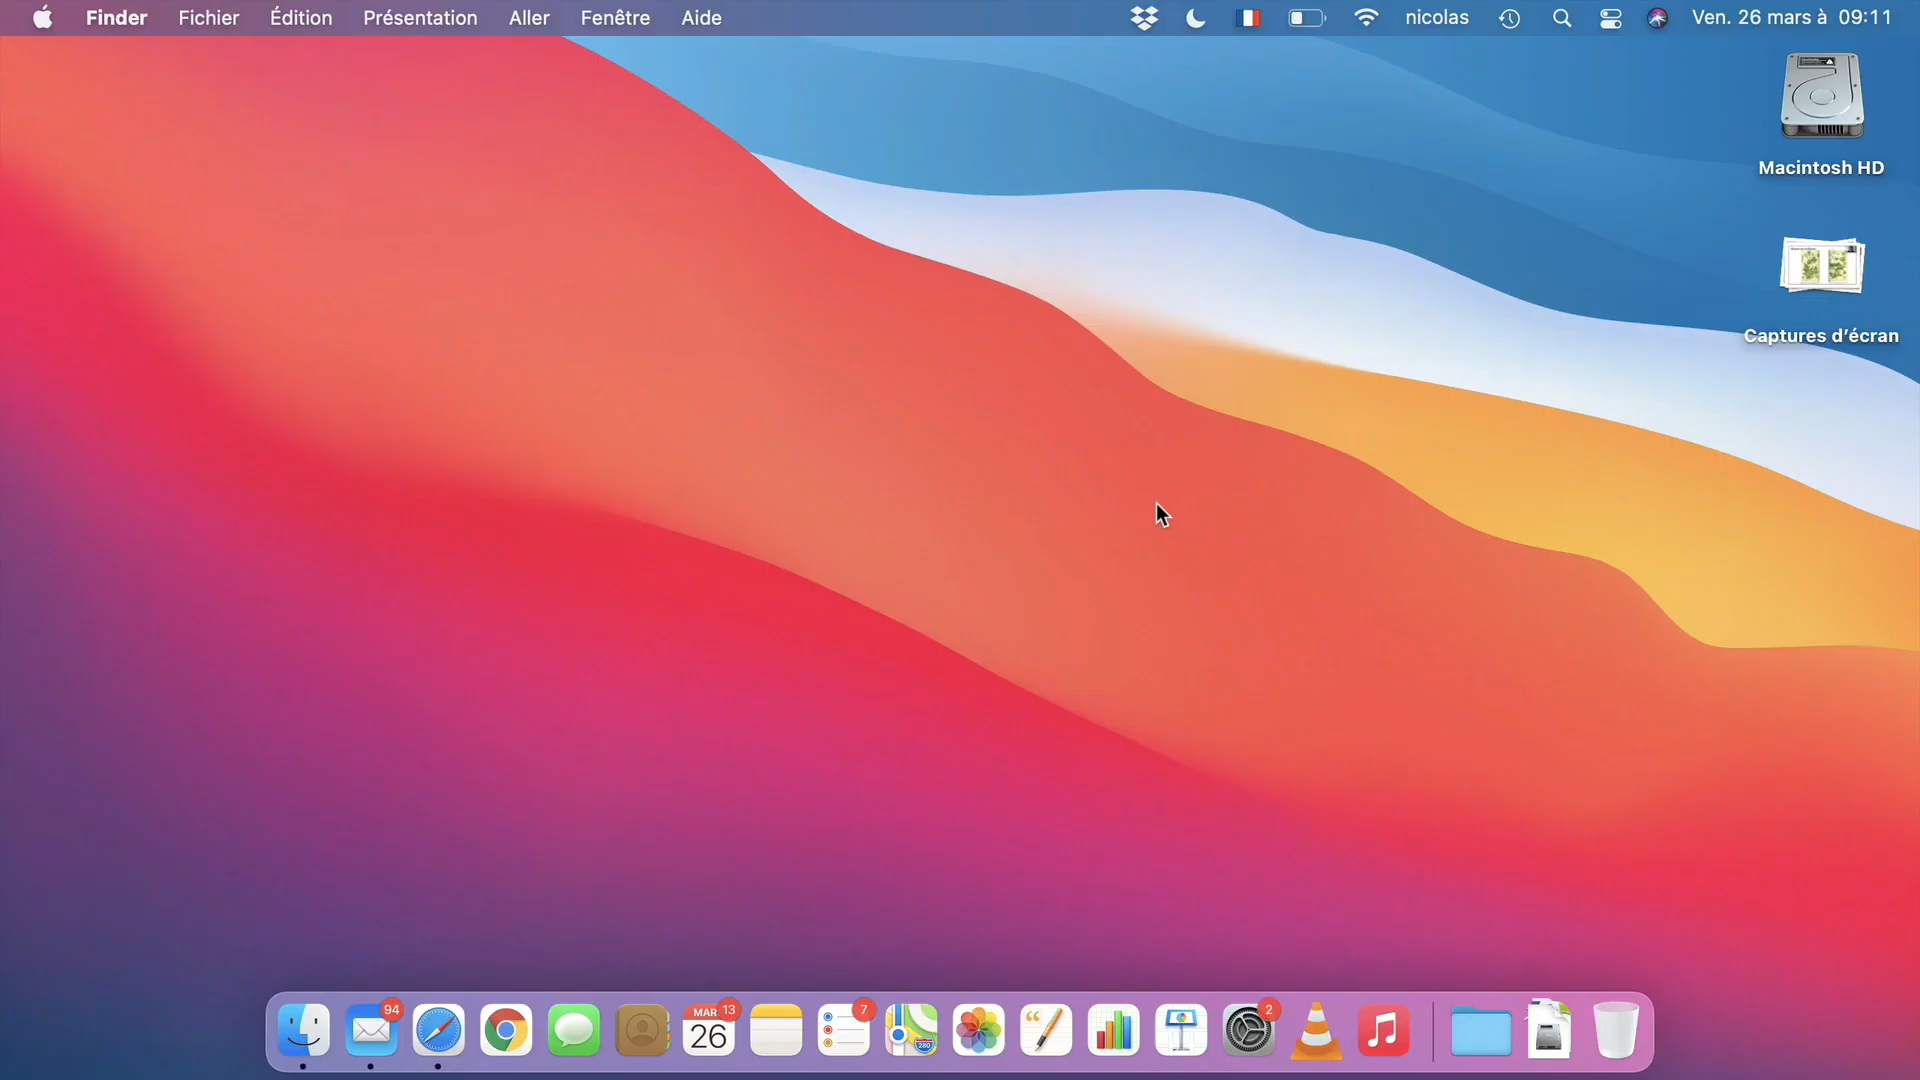 Finder Fichier Édition Présentation Aller Fenêtre Aide nicolas Ven. 26 mars à 09:11
Macintosh HD
Captures d’écran
94
MAR. 13
26
7
280
2